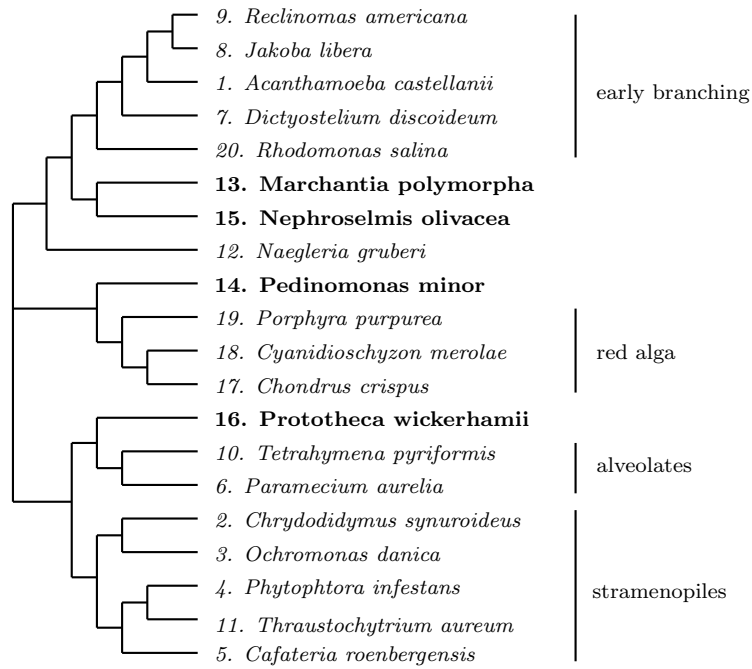 9. Reclinomas americana
8. Jakoba libera
1. Acanthamoeba castellanii
early branching
7. Dictyostelium discoideum
20. Rhodomonas salina
13. Marchantia polymorpha
15. Nephroselmis olivacea
12. Naegleria gruberi
14. Pedinomonas minor
19. Porphyra purpurea
18. Cyanidioschyzon merolae
red alga
17. Chondrus crispus
16. Prototheca wickerhamii
10. Tetrahymena pyriformis
alveolates
6. Paramecium aurelia
2. Chrydodidymus synuroideus
3. Ochromonas danica
4. Phytophtora infestans
stramenopiles
11. Thraustochytrium aureum
5. Cafateria roenbergensis